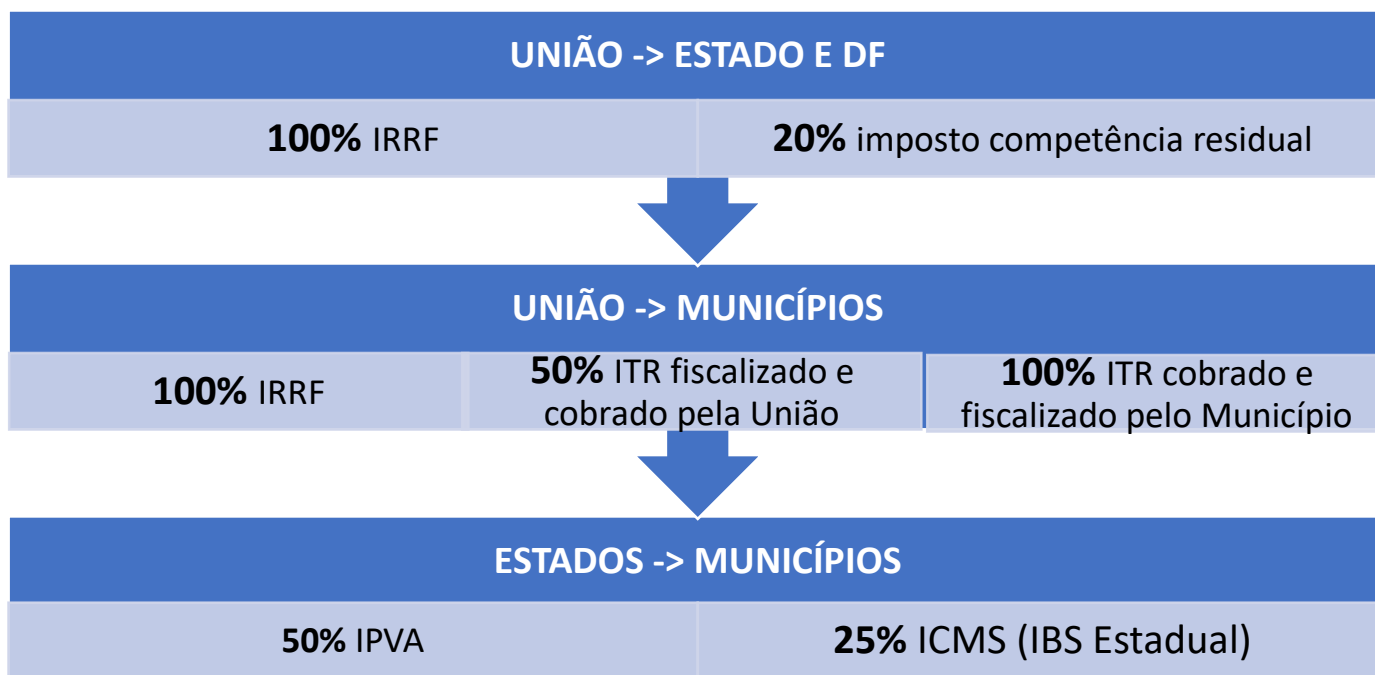 UNIÃO -> ESTADO E DF
100% IRRF
20% imposto competência residual
UNIÃO -> MUNICÍPIOS
100% IRRF
50% ITR fiscalizado e
cobrado pela União
100% ITR cobrado e
fiscalizado pelo Município
ESTADOS -> MUNICÍPIOS
50% IPVA
25% ICMS (IBS Estadual)